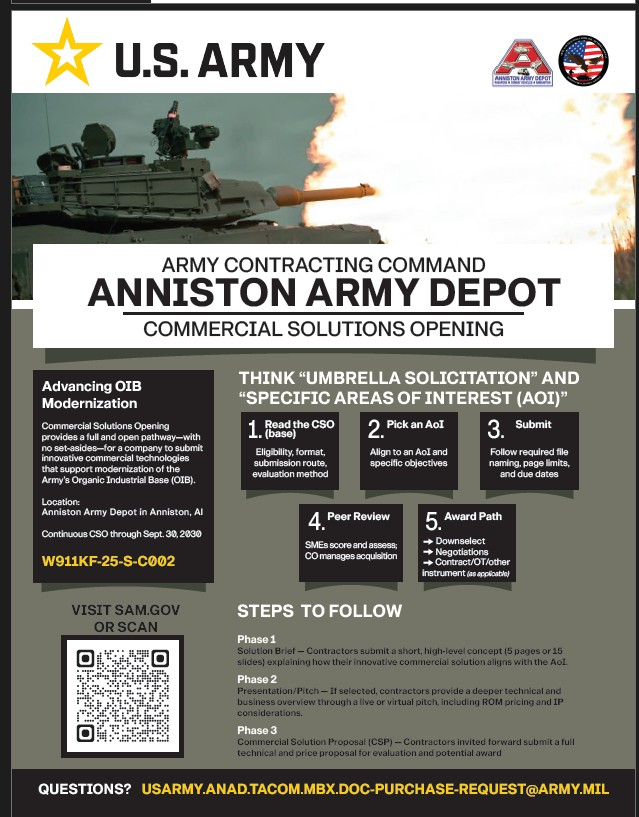 U.S. ARMY
ANNISTON ARMY DEPOT
ARMY CONTRACTING COMMAND
ANNISTON ARMY DEPOT
COMMERCIAL SOLUTIONS OPENING
Advancing OIB
Modernization
Commercial Solutions Opening
provides a full and open pathway—with
no set-asides—for a company to submit
innovative commercial technologies
that support modernization of the
Army's Organic Industrial Base (OIB).
Location:
Anniston Army Depot in Anniston, Al
Continuous CSO through Sept. 30, 2030
W911KF-25-S-C002
THINK “UMBRELLA SOLICITATION” AND
“SPECIFIC AREAS OF INTEREST (AOI)”
1. Read the CSO
(base)
Eligibility, format,
submission route,
evaluation method
2. Pick an AoI
Align to an AoI and
specific objectives
3. Submit
Follow required file
naming, page limits,
and due dates
4. Peer Review
SMEs score and assess;
CO manages acquisition
5. Award Path
→ Downselect
→ Negotiations
→ Contract/OT/other
instrument (as applicable)
VISIT SAM.GOV
OR SCAN
STEPS TO FOLLOW
Phase 1
Solution Brief — Contractors submit a short, high-level concept (5 pages or 15
slides) explaining how their innovative commercial solution aligns with the AoI.
Phase 2
Presentation/Pitch — If selected, contractors provide a deeper technical and
business overview through a live or virtual pitch, including ROM pricing and IP
considerations.
Phase 3
Commercial Solution Proposal (CSP) — Contractors invited forward submit a full
technical and price proposal for evaluation and potential award
QUESTIONS? USARMY.ANAD.TACOM.MBX.DOC-PURCHASE-REQUEST@ARMY.MIL